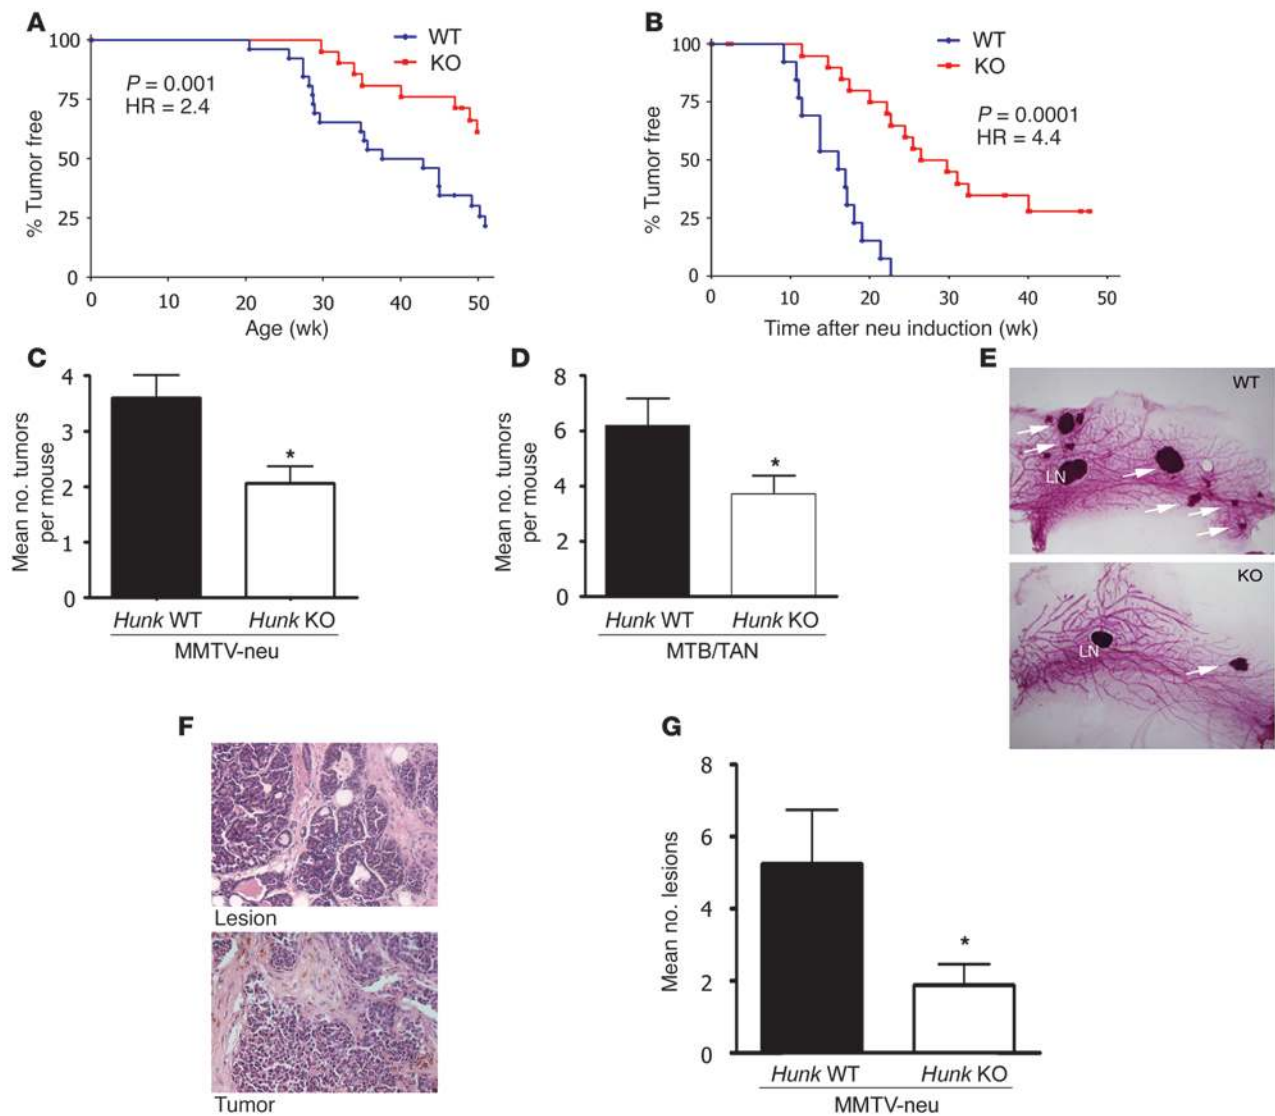 A
WT
KO
P = 0.001
HR = 2.4
% Tumor free
100
75
50
25
0
0 10 20 30 40 50
Age (wk)
B
WT
KO
P = 0.0001
HR = 4.4
% Tumor free
100
75
50
25
0
0 10 20 30 40 50
Time after neu induction (wk)
C
Mean no. tumors
per mouse
4
3
2
1
0
*
Hunk WT Hunk KO
MMTV-neu
D
Mean no. tumors
per mouse
8
6
4
2
0
*
Hunk WT Hunk KO
MTB/TAN
E
WT
LN
KO
LN
F
Lesion
Tumor
G
Mean no. lesions
8
6
4
2
0
*
Hunk WT Hunk KO
MMTV-neu